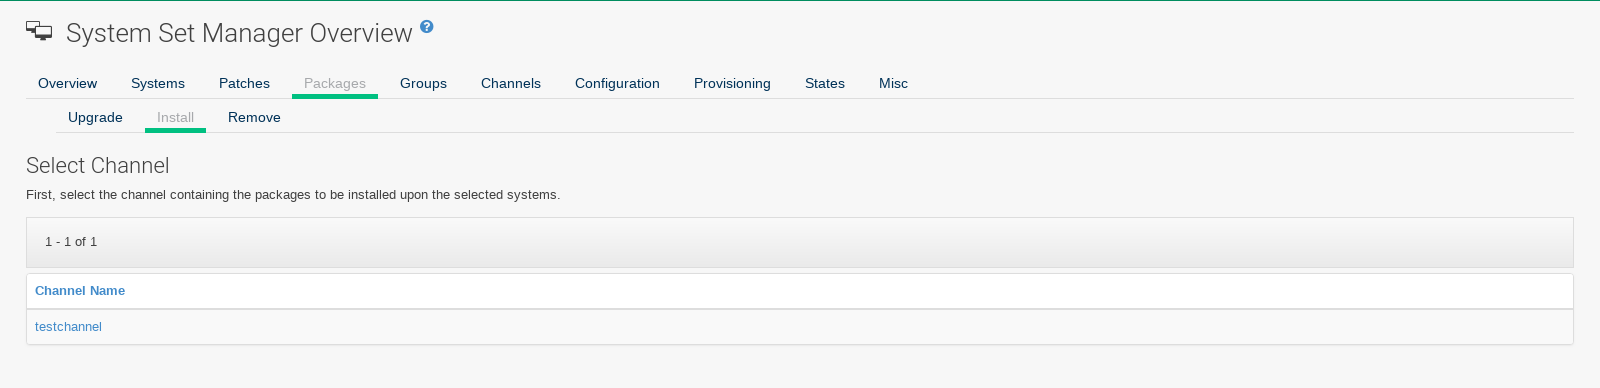 System Set Manager Overview
Overview Systems Patches Packages Groups Channels Configuration Provisioning States Misc
Upgrade Install Remove
Select Channel
First, select the channel containing the packages to be installed upon the selected systems.
1 - 1 of 1
Channel Name
testchannel